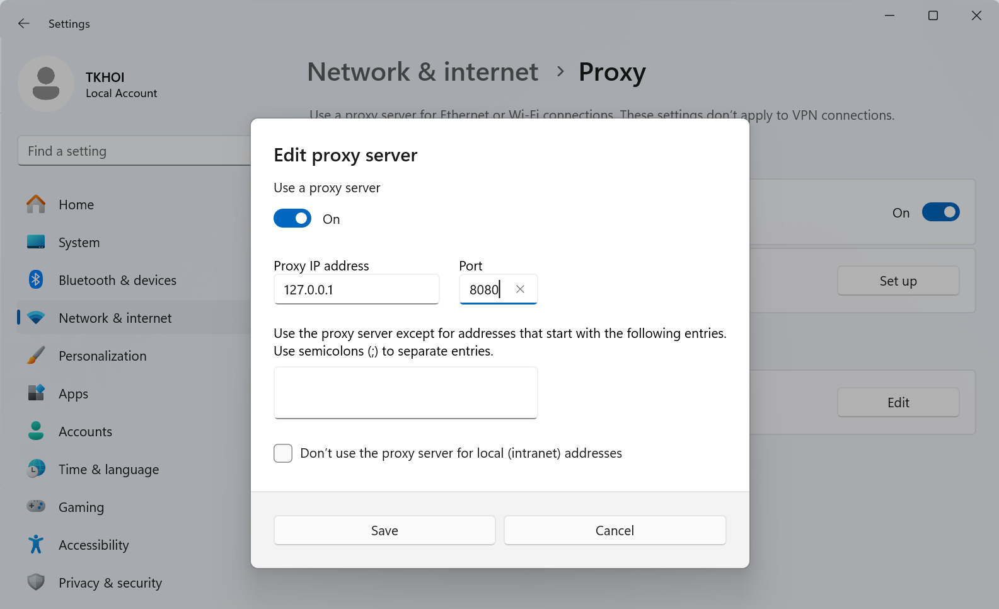 Settings
TKHOI
Local Account
Find a setting
Home
System
Bluetooth & devices
Network & internet
Personalization
Apps
Accounts
Time & language
Gaming
Accessibility
Privacy & security
Network & internet › Proxy
Use a proxy server for Ethernet or Wi-Fi connections. These settings don't apply to VPN connections.
On
Set up
Edit
Edit proxy server
Use a proxy server
On
Proxy IP address Port
127.0.0.1 8080
Use the proxy server except for addresses that start with the following entries.
Use semicolons (;) to separate entries.
Don't use the proxy server for local (intranet) addresses
Save Cancel